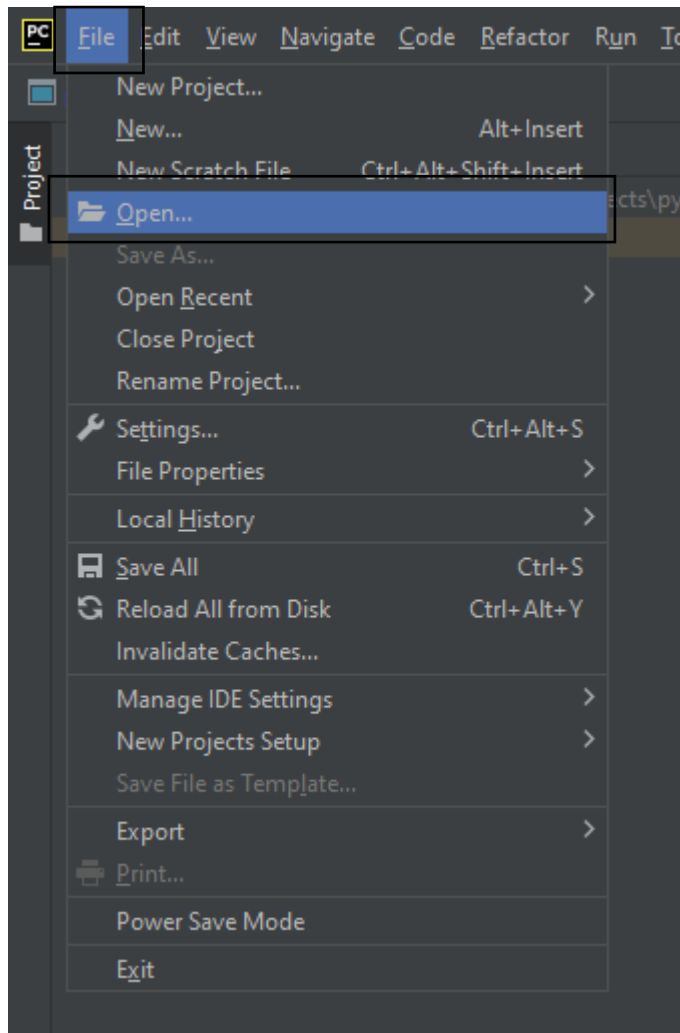 PC File Edit View Navigate Code Refactor Run
New Project...
New... Alt+Insert
New Scratch File Ctrl+Alt+Shift+Insert
Project
Open...
Save As...
Open Recent
Close Project
Rename Project...
Settings... Ctrl+Alt+S
File Properties
Local History
Save All Ctrl+S
Reload All from Disk Ctrl+Alt+Y
Invalidate Caches...
Manage IDE Settings
New Projects Setup
Save File as Template...
Export
Print...
Power Save Mode
Exit